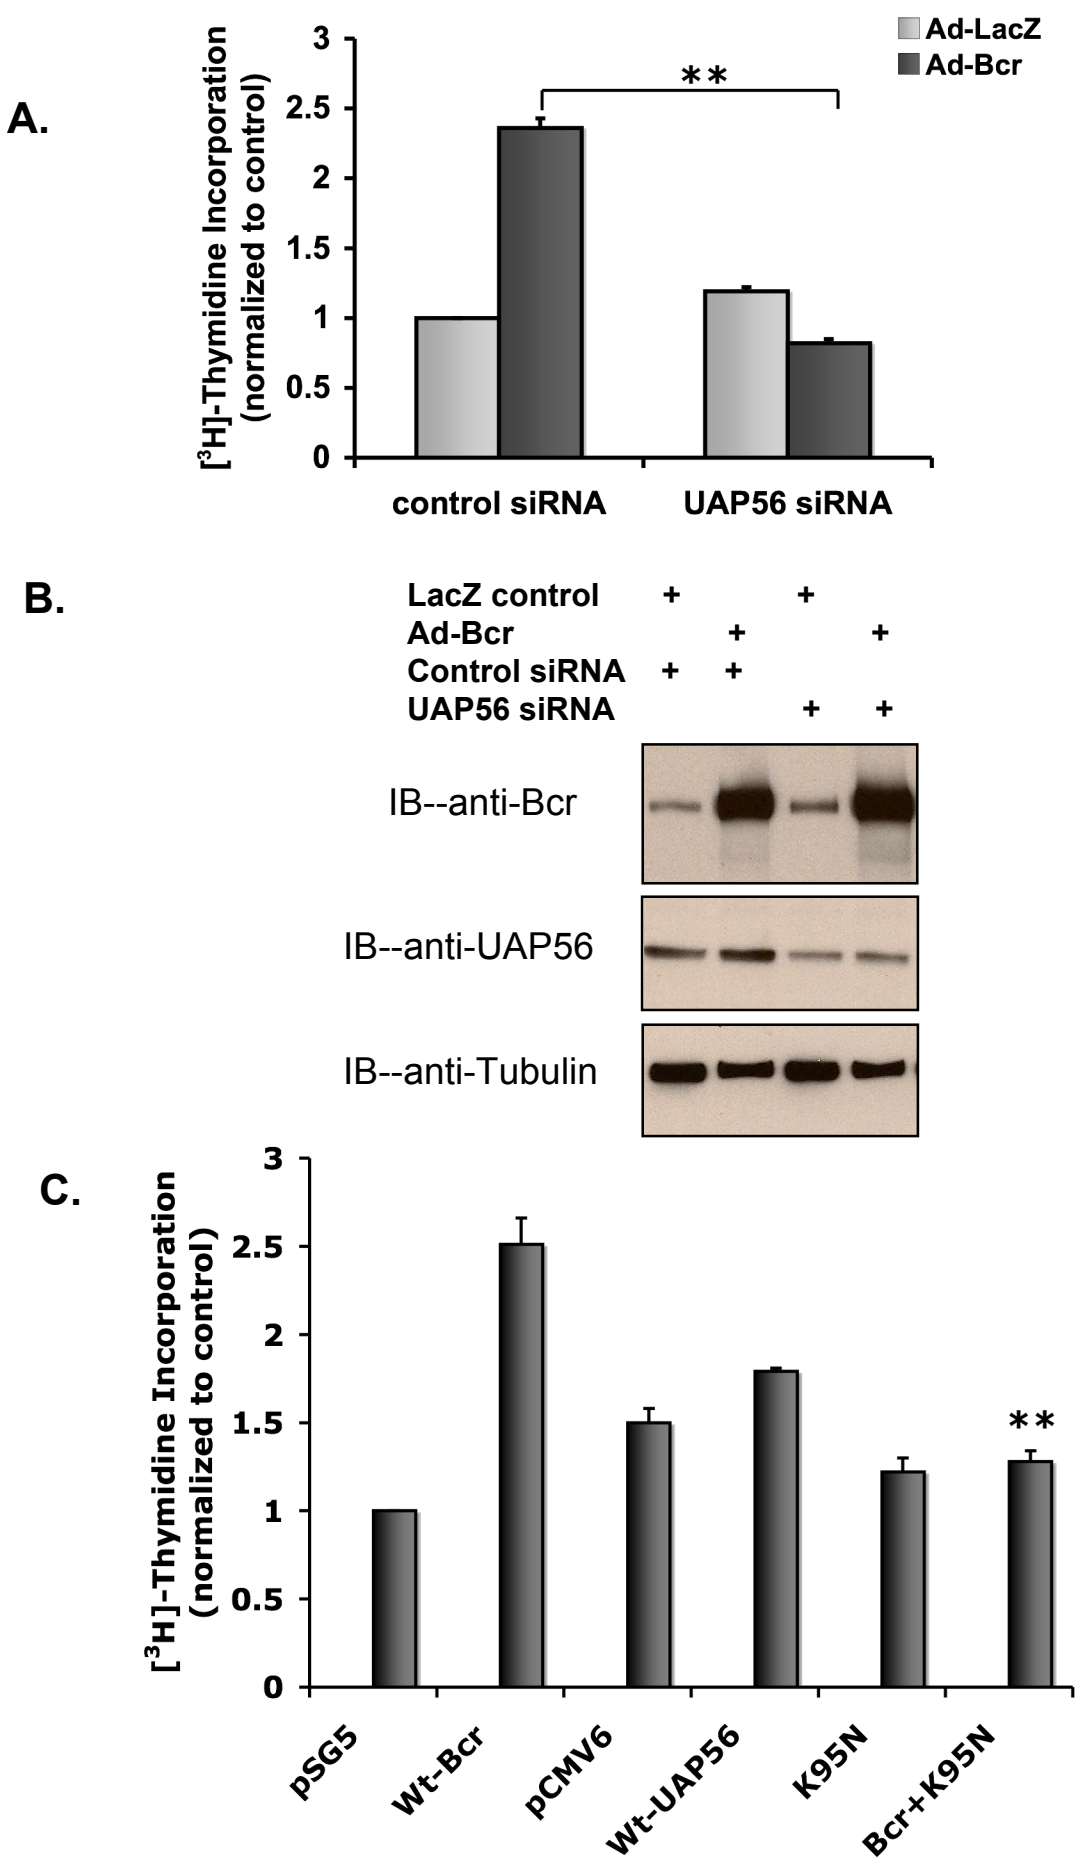 A.
[³H]-Thymidine Incorporation
(normalized to control)
3
2.5
2
1.5
1
0.5
0
**
Ad-LacZ
Ad-Bcr
control siRNA
UAP56 siRNA
B.
LacZ control + +
Ad-Bcr + +
Control siRNA + +
UAP56 siRNA + +
IB--anti-Bcr
IB--anti-UAP56
IB--anti-Tubulin
C.
[³H]-Thymidine Incorporation
(normalized to control)
3
2.5
2
1.5
1
0.5
0
**
pSG5
Wt-Bcr
pCMV6
Wt-UAP56
K95N
Bcr+K95N